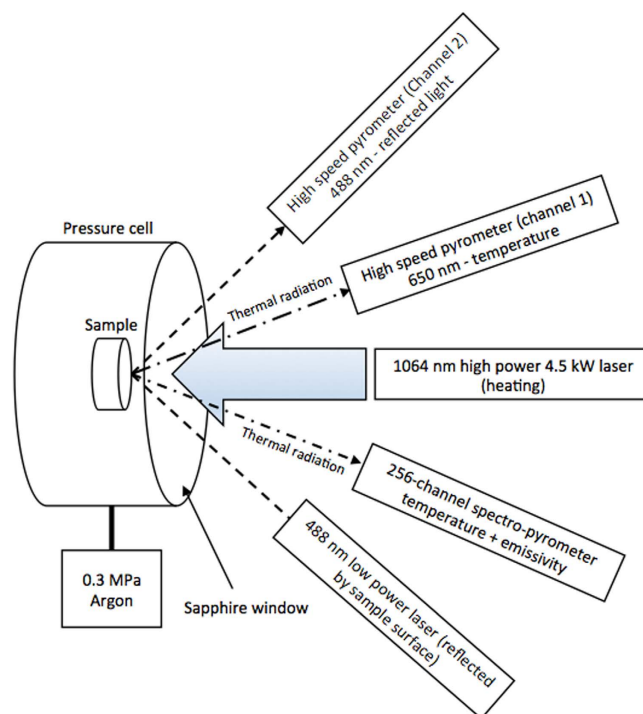 High speed pyrometer (Channel 2)
488 nm - reflected light
High speed pyrometer (channel 1)
650 nm - temperature
Pressure cell
Thermal radiation
Sample
1064 nm high power 4.5 kW laser
(heating)
Thermal radiation
256-channel spectro-pyrometer
temperature + emissivity
488 nm low power laser (reflected
by sample surface)
0.3 MPa
Argon
Sapphire window